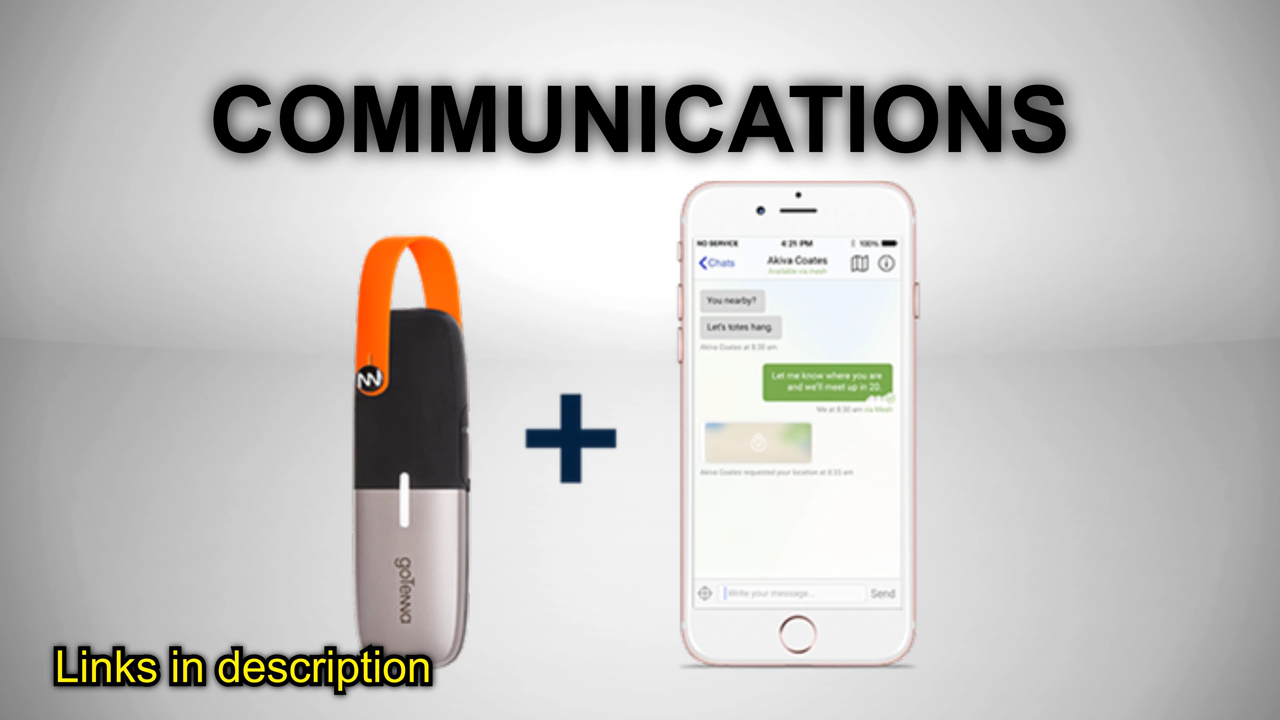 COMMUNICATIONS
NO SERVICE 4:21 PM 100%
Chats Akiva Coates
Available via mesh
You nearby?
Let's totes hang.
Akiva Coates at 8:30 am
Let me know where you are
and we'll meet up in 20.
Me at 8:30 am via Mesh
Akiva Coates requested your location at 8:33 am
goTenna
Write your message... Send
Links in description